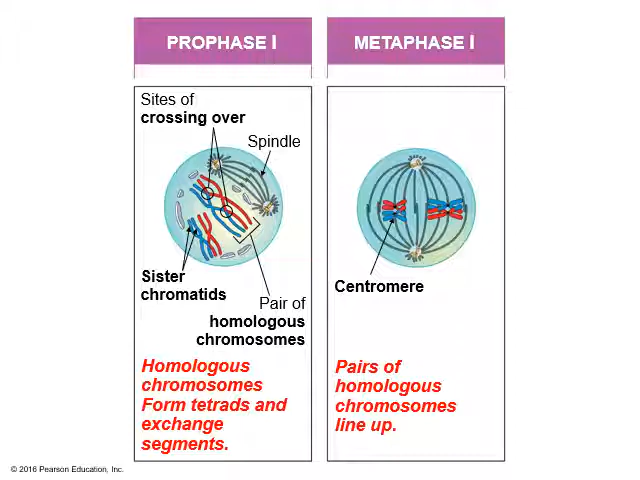 PROPHASE I
METAPHASE I
Sites of
crossing over
Spindle
Sister
chromatids
Pair of
homologous
chromosomes
Homologous
chromosomes
Form tetrads and
exchange
segments.
Centromere
Pairs of
homologous
chromosomes
line up.
© 2016 Pearson Education, Inc.